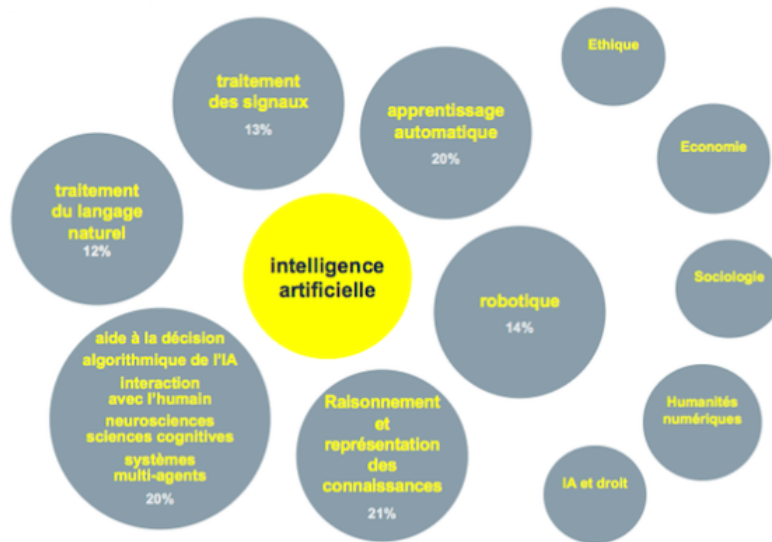 traitement
des signaux
13%
apprentissage
automatique
20%
Ethique
Economie
traitement
du langage
naturel
12%
intelligence
artificielle
robotique
14%
Sociologie
aide à la décision
algorithmique de l'IA
interaction
avec l'humain
neurosciences
sciences cognitives
systèmes
multi-agents
20%
Raisonnement et
représentation
des
connaissances
21%
Humanités
numériques
IA et droit